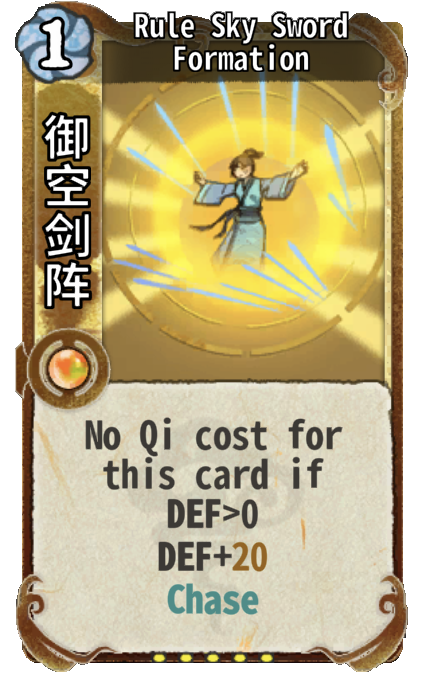 1
Rule Sky Sword
Formation
御空剑阵
No Qi cost for
this card if
DEF>0
DEF+20
Chase